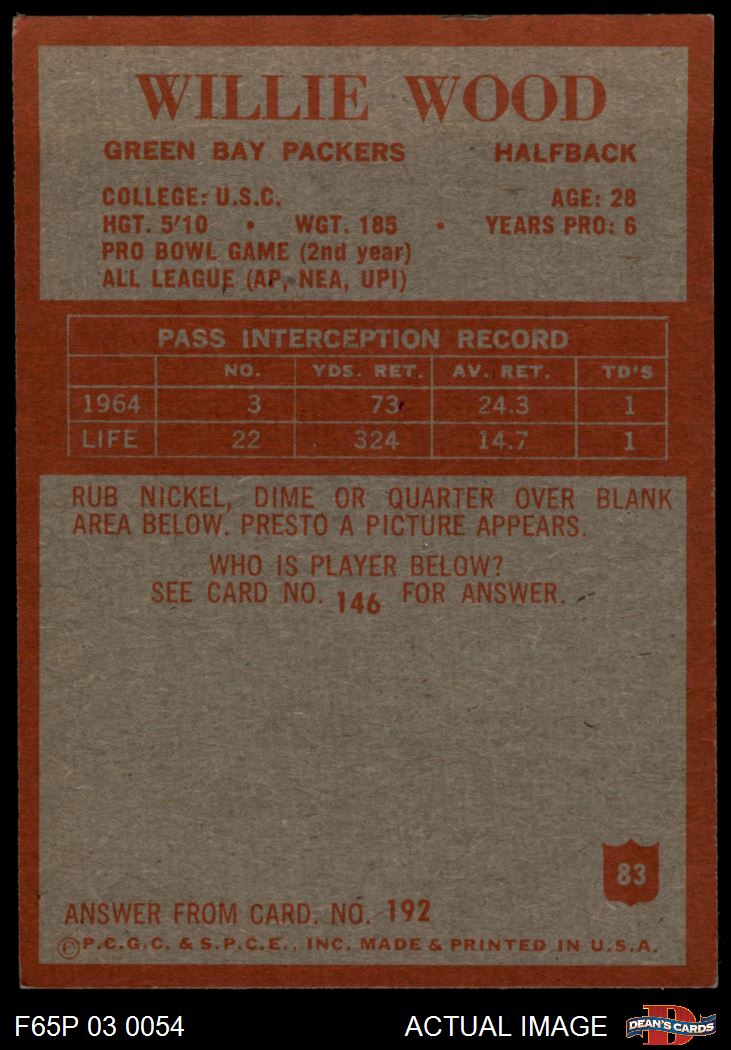 WILLIE WOOD
GREEN BAY PACKERS HALFBACK
COLLEGE: U.S.C. AGE: 28
HGT. 5'10 • WGT. 185 • YEARS PRO: 6
PRO BOWL GAME (2nd year)
ALL LEAGUE (AP, NEA, UPI)
PASS INTERCEPTION RECORD
NO. YDS. RET. AV. RET. TD'S
1964 3 73 24.3 1
LIFE 22 324 14.7 1
RUB NICKEL, DIME OR QUARTER OVER BLANK
AREA BELOW. PRESTO A PICTURE APPEARS.
WHO IS PLAYER BELOW?
SEE CARD NO. 146 FOR ANSWER.
83
ANSWER FROM CARD. NO. 192
©P.C.G.C. & S.P.C.E., INC. MADE & PRINTED IN U.S.A.
F65P 03 0054 ACTUAL IMAGE D DEAN'S CARDS